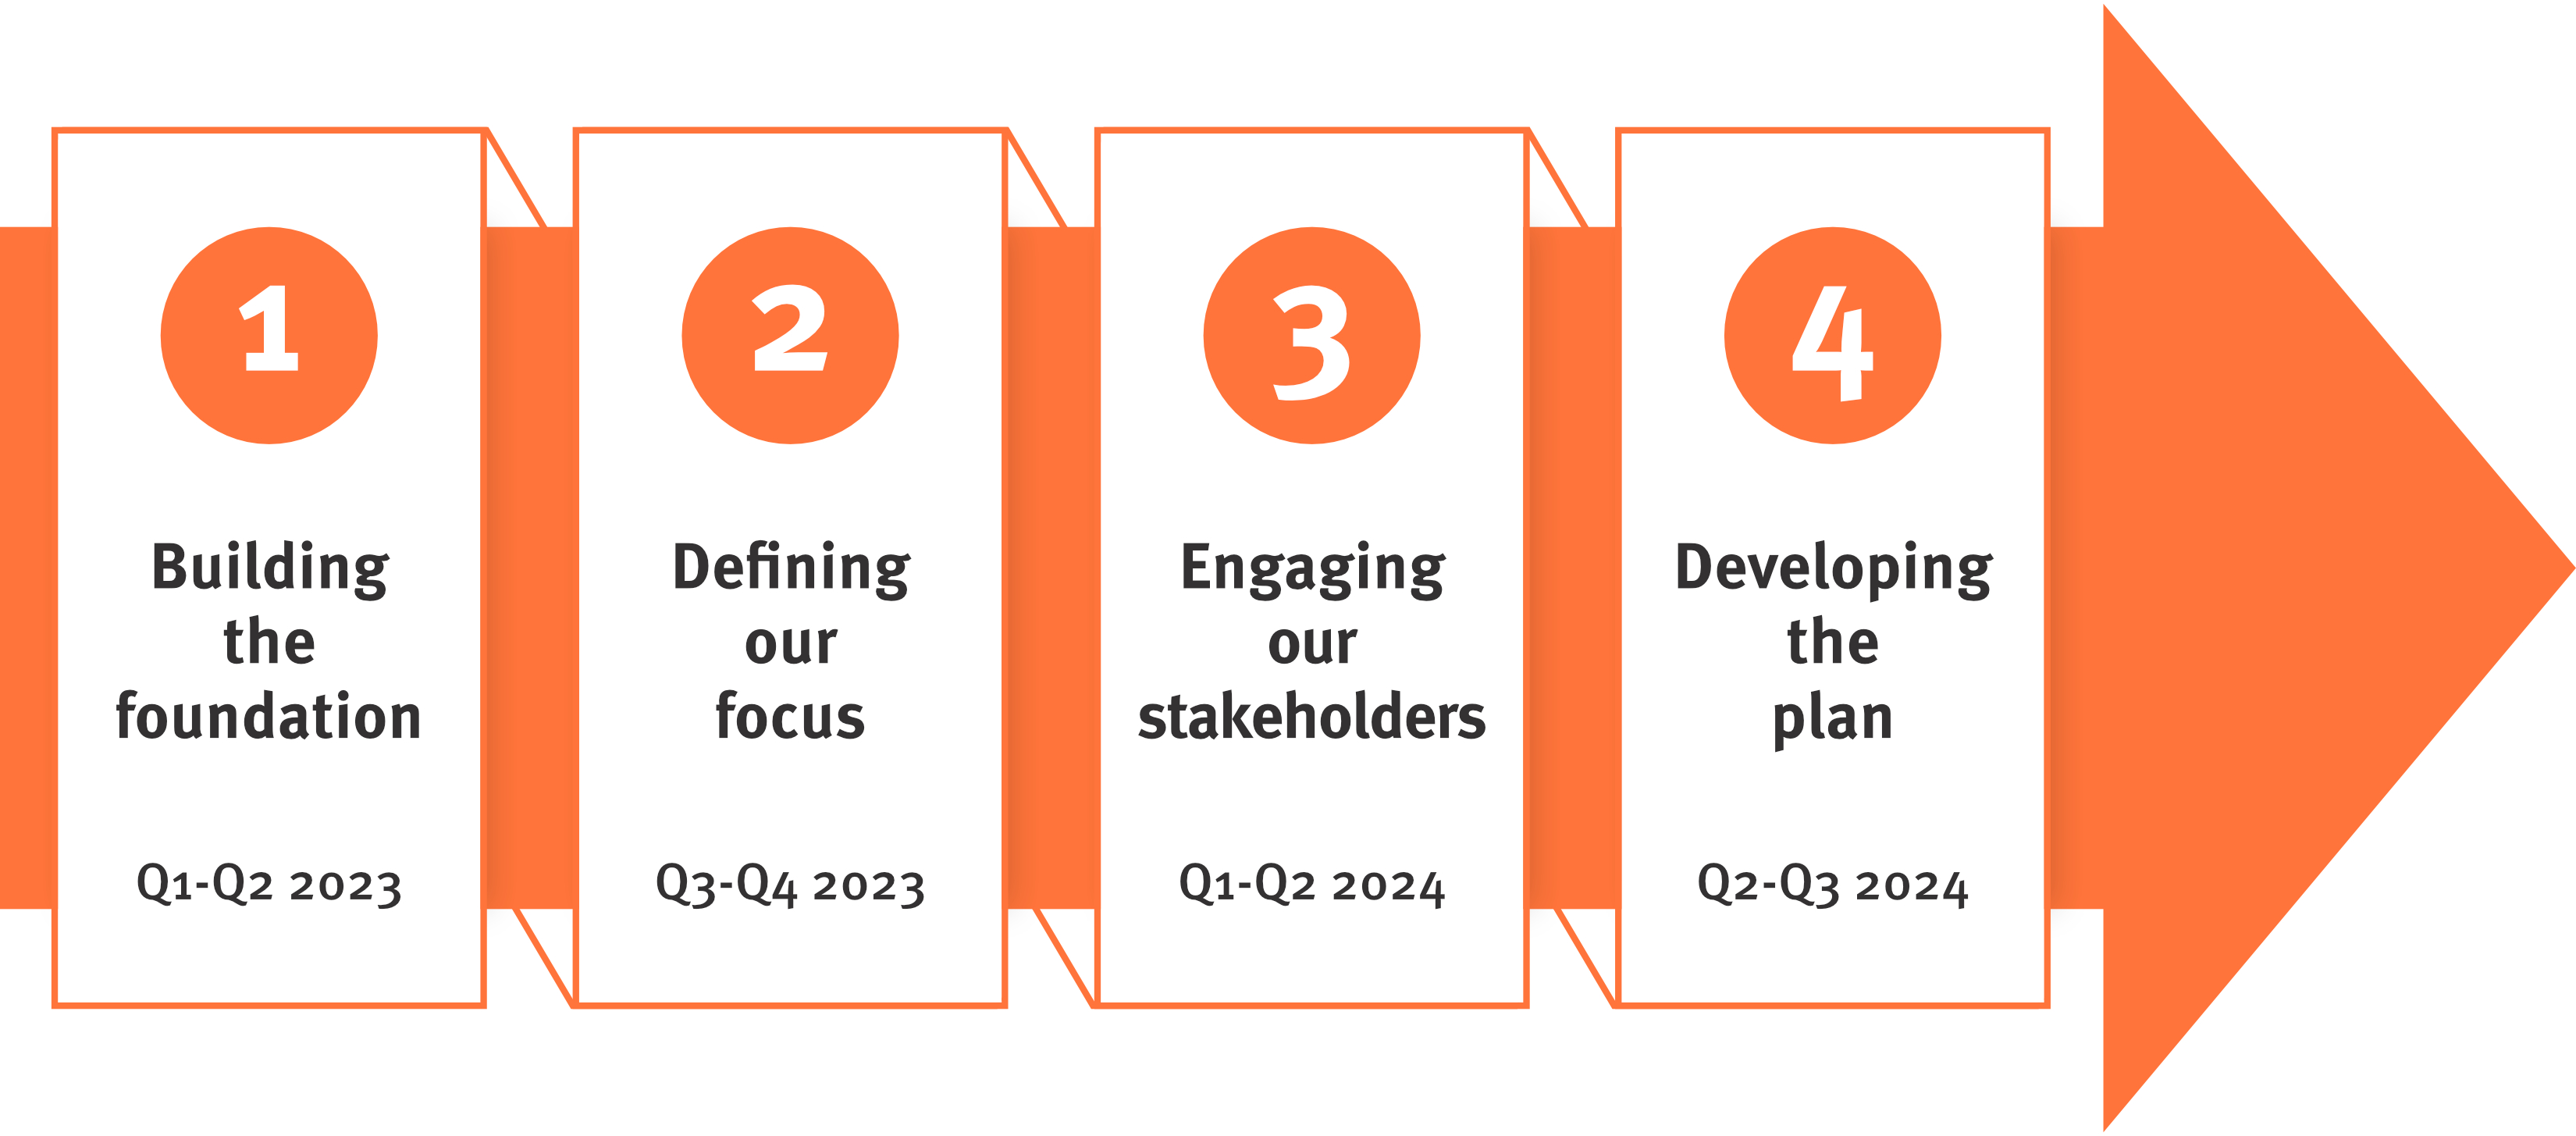 1
Building
the
foundation
Q1-Q2 2023
2
Defining
our
focus
Q3-Q4 2023
3
Engaging
our
stakeholders
Q1-Q2 2024
4
Developing
the
plan
Q2-Q3 2024